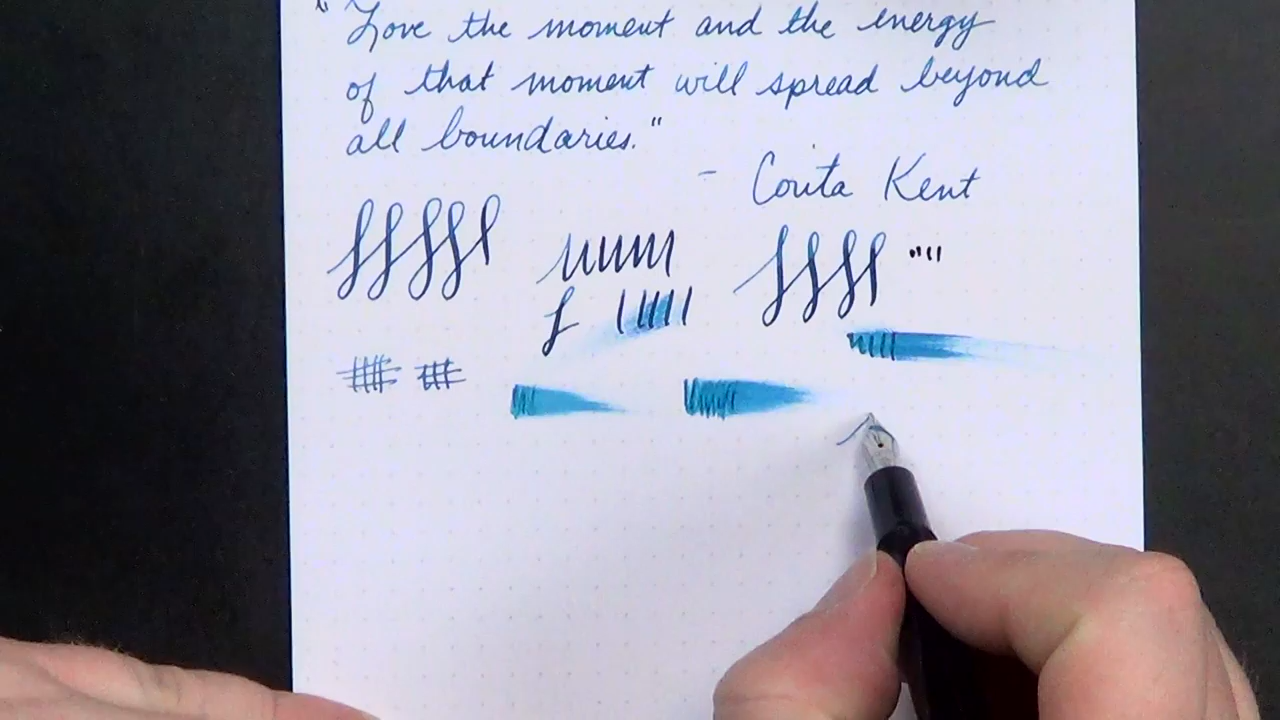 "Love the moment and the energy
of that moment will spread beyond
all boundaries."
- Corita Kent